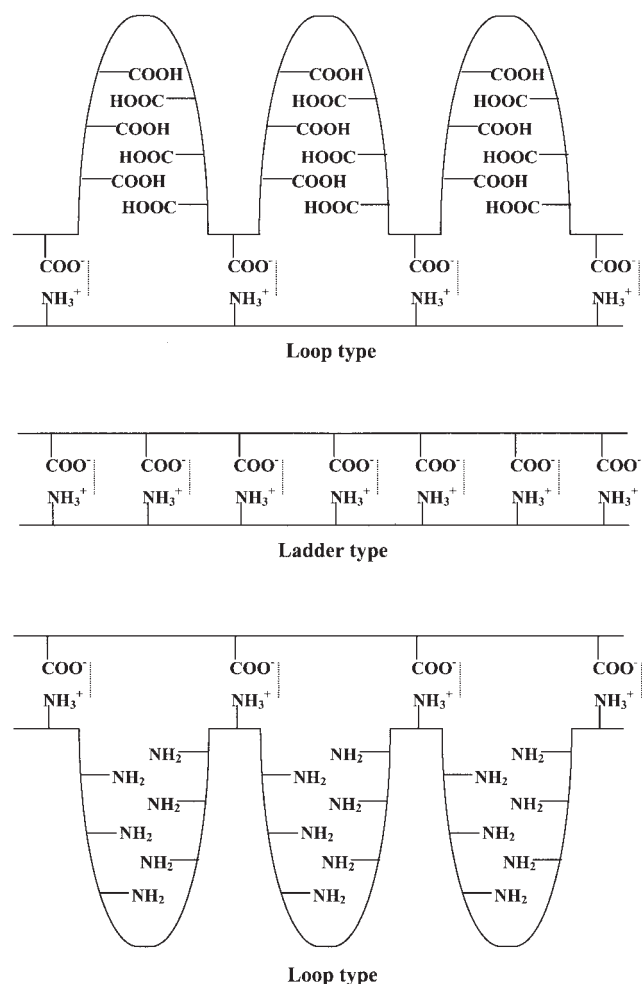 COOH COOH COOH
HOOC HOOC HOOC
COOH COOH COOH
HOOC HOOC HOOC
COOH COOH COOH
HOOC HOOC HOOC
COO⁻ COO⁻ COO⁻ COO⁻
NH₃⁺ NH₃⁺ NH₃⁺ NH₃⁺
Loop type
COO⁻ COO⁻ COO⁻ COO⁻ COO⁻ COO⁻ COO⁻
NH₃⁺ NH₃⁺ NH₃⁺ NH₃⁺ NH₃⁺ NH₃⁺ NH₃⁺
Ladder type
COO⁻ COO⁻ COO⁻ COO⁻
NH₃⁺ NH₃⁺ NH₃⁺ NH₃⁺
NH₂ NH₂ NH₂
NH₂ NH₂ NH₂
NH₂ NH₂ NH₂
NH₂ NH₂ NH₂
NH₂ NH₂ NH₂
NH₂ NH₂ NH₂
Loop type